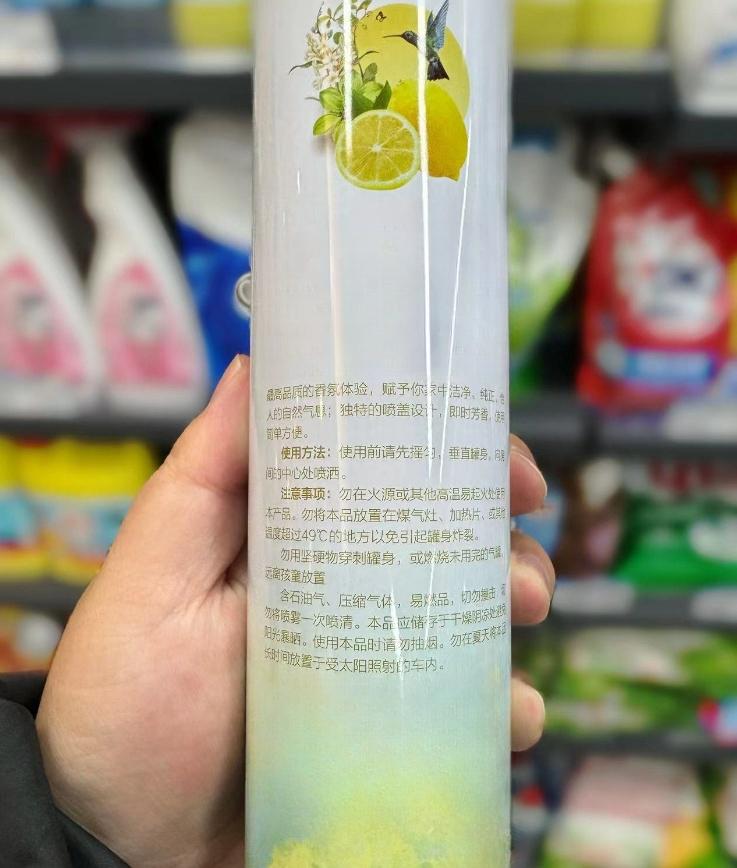 最高品质的香氛体验，赋予你家中洁净、纯正、
人的自然气息；独特的喷盖设计，即时芳香，使用
简单方便。
使用方法：使用前请先摇匀，垂直罐身，向
间的中心处喷洒。
注意事项：勿在火源或其他高温易起火处使用
本产品。勿将本品放置在煤气灶、加热片、或其他
温度超过49℃的地方以免引起罐身炸裂。
勿用坚硬物穿刺罐身，或燃烧未用完的气罐，
远离孩童放置
含石油气、压缩气体，易燃品，切勿撞击
勿将喷雾一次喷清。本品应储存于干燥阴凉处避免
阳光暴晒。使用本品时请勿抽烟。勿在夏天将本品
长时间放置于受太阳照射的车内。